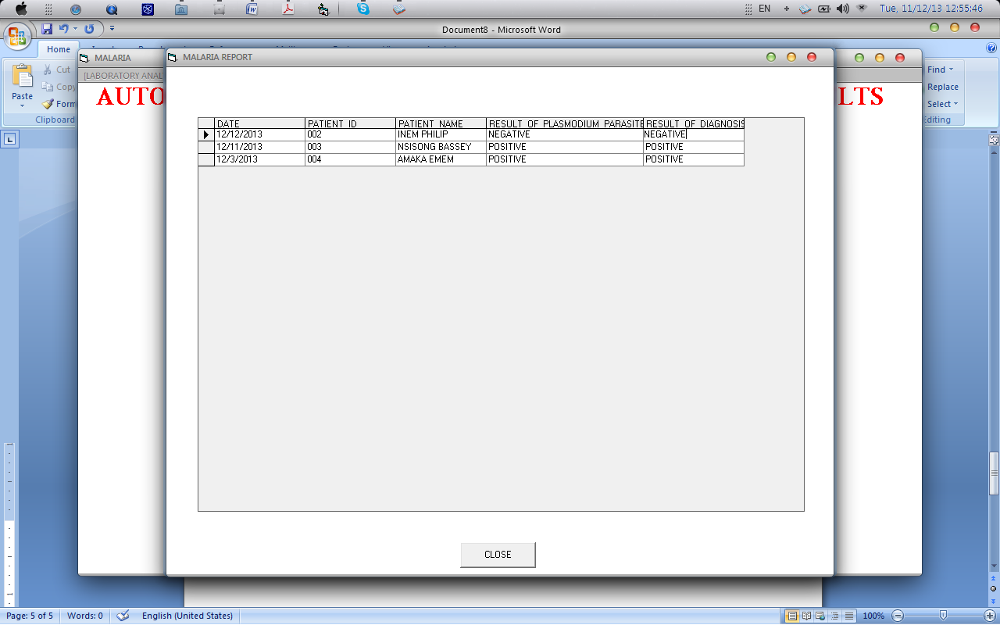 EN
Tue, 11/12/13 12:55:46
Document8 - Microsoft Word
Home
MALARIA
MALARIA REPORT
Paste
Cut
Copy
Form
Clipboard
Find
Replace
Select
Editing
[LABORATORY ANAL
AUTO
LTS
DATE PATIENT_ID PATIENT_NAME RESULT_OF_PLASMODIUM_PARASITE RESULT_OF_DIAGNOSIS
12/12/2013 002 INEM PHILIP NEGATIVE NEGATIVE
12/11/2013 003 NSISONG BASSEY POSITIVE POSITIVE
12/3/2013 004 AMAKA EMEM POSITIVE POSITIVE
CLOSE
Page: 5 of 5 Words: 0 English (United States) 100%